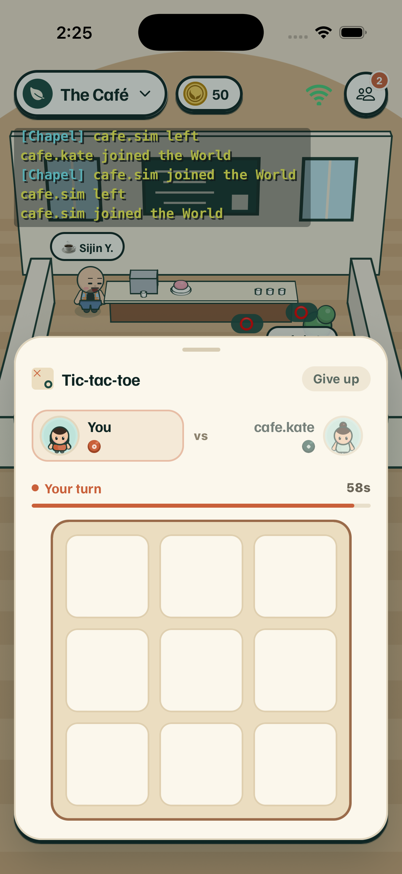 2:25
The Café
50
2
[Chapel] cafe.sim left
cafe.kate joined the World
[Chapel] cafe.sim joined the World
cafe.sim left
cafe.sim joined the World
Sijin Y.
Tic-tac-toe
Give up
You
vs
cafe.kate
Your turn
58s